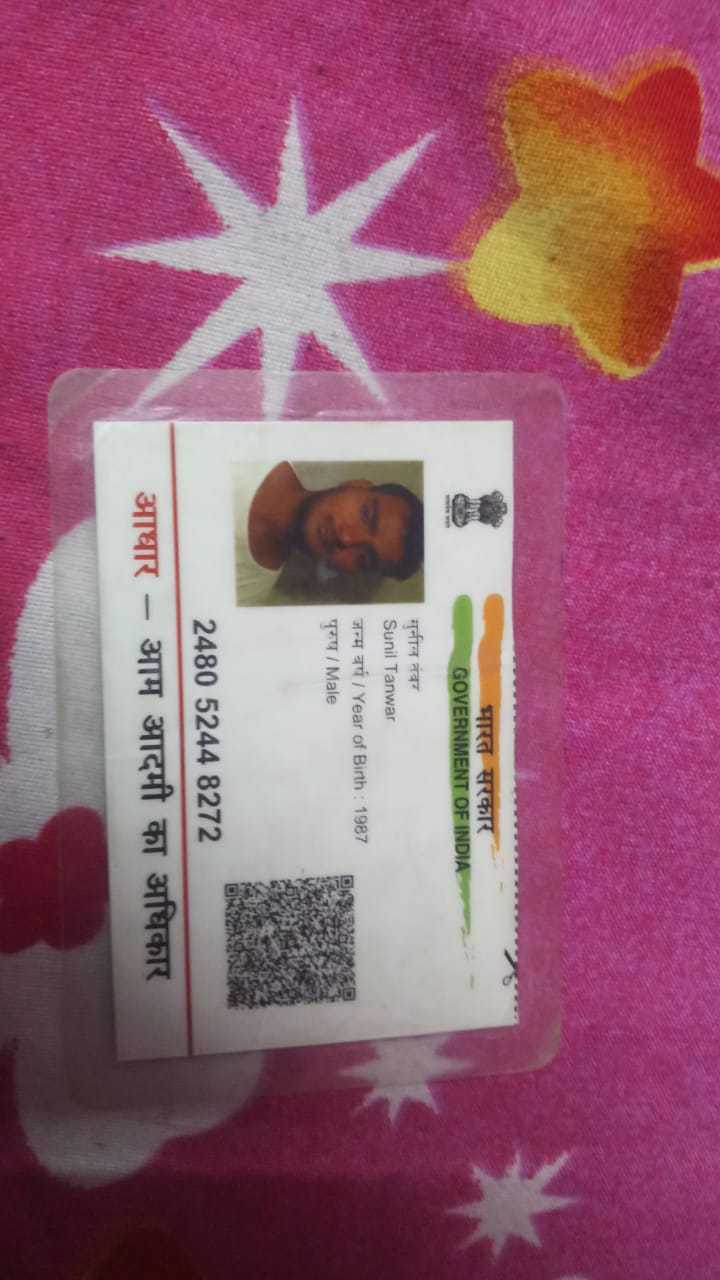 भारत सरकार
GOVERNMENT OF INDIA
सुनील तंवर
Sunil Tanwar
जन्म वर्ष / Year of Birth : 1987
पुरुष / Male
2480 5244 8272
आधार – आम आदमी का अधिकार